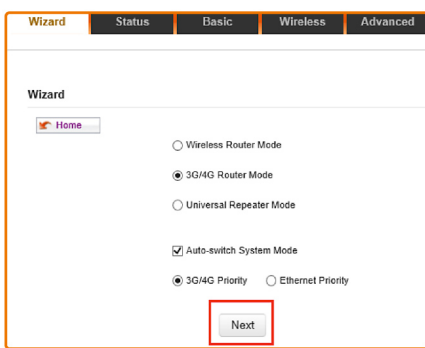 Wizard Status Basic Wireless Advanced
Wizard
Home
Wireless Router Mode
3G/4G Router Mode
Universal Repeater Mode
Auto-switch System Mode
3G/4G Priority Ethernet Priority
Next